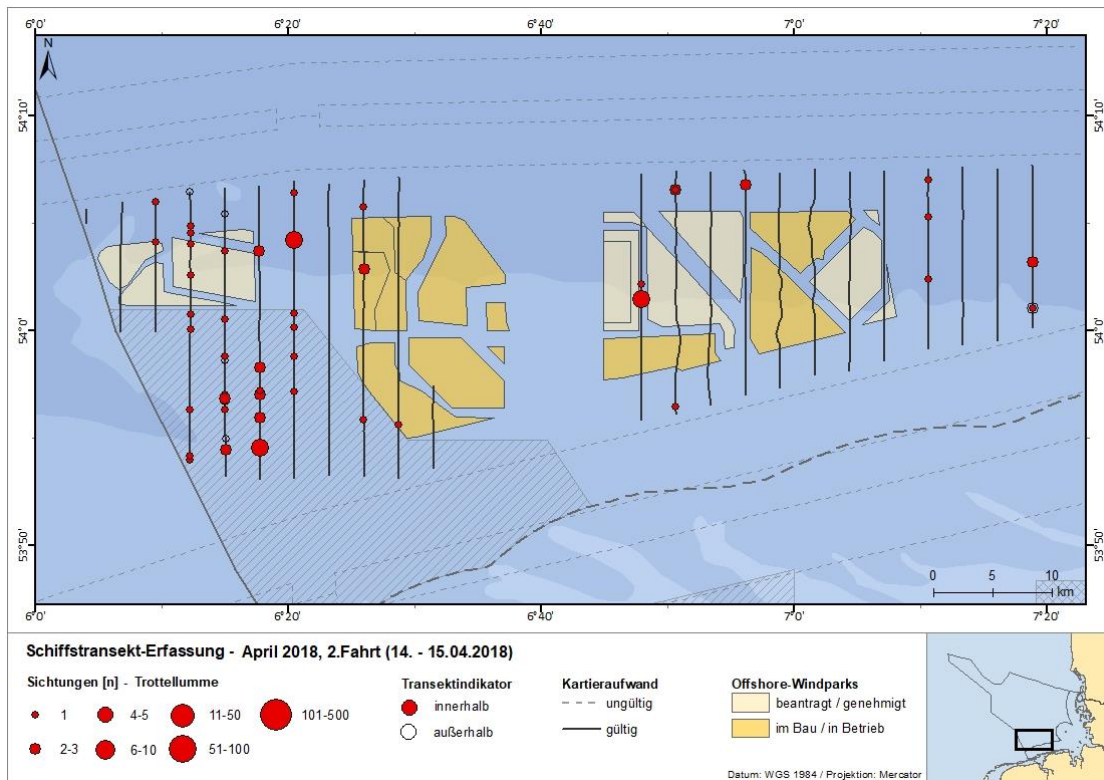 6°0' 6°20' 6°40' 7°0' 7°20'
N
54°10' 54°10'
54°0' 54°0'
53°50' 53°50'
0 5 10
km
6°0' 6°20' 6°40' 7°0' 7°20'
Schiffstransekt-Erfassung - April 2018, 2.Fahrt (14. - 15.04.2018)
Sichtungen [n] - Trottellumme
1 4-5 11-50 101-500
2-3 6-10 51-100
Transektindikator
innerhalb
außerhalb
Kartieraufwand
ungültig
gültig
Offshore-Windparks
beantragt / genehmigt
im Bau / in Betrieb
Datum: WGS 1984 / Projektion: Mercator